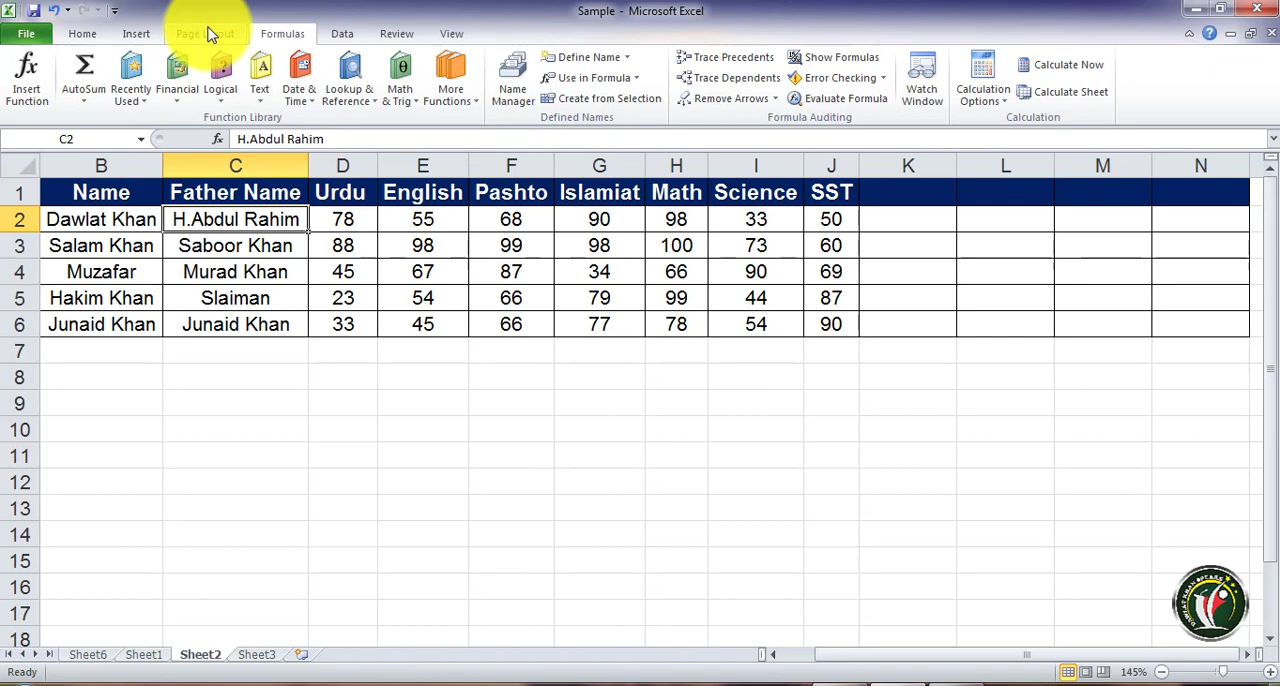 Sample - Microsoft Excel
File Home Insert Page Layout Formulas Data Review View
fx Insert Function
Σ AutoSum
Recently Used
Financial
Logical
Text
Date & Time
Lookup & Reference
Math & Trig
More Functions
Function Library
Name Manager
Define Name
Use in Formula
Create from Selection
Defined Names
Trace Precedents
Trace Dependents
Remove Arrows
Show Formulas
Error Checking
Evaluate Formula
Formula Auditing
Watch Window
Calculation Options
Calculate Now
Calculate Sheet
Calculation
C2 fx H.Abdul Rahim
B C D E F G H I J K L M N
1 Name Father Name Urdu English Pashto Islamiat Math Science SST
2 Dawlat Khan H.Abdul Rahim 78 55 68 90 98 33 50
3 Salam Khan Saboor Khan 88 98 99 98 100 73 60
4 Muzafar Murad Khan 45 67 87 34 66 90 69
5 Hakim Khan Slaiman 23 54 66 79 99 44 87
6 Junaid Khan Junaid Khan 33 45 66 77 78 54 90
7
8
9
10
11
12
13
14
15
16
17
18
Sheet6 Sheet1 Sheet2 Sheet3
Ready 145%